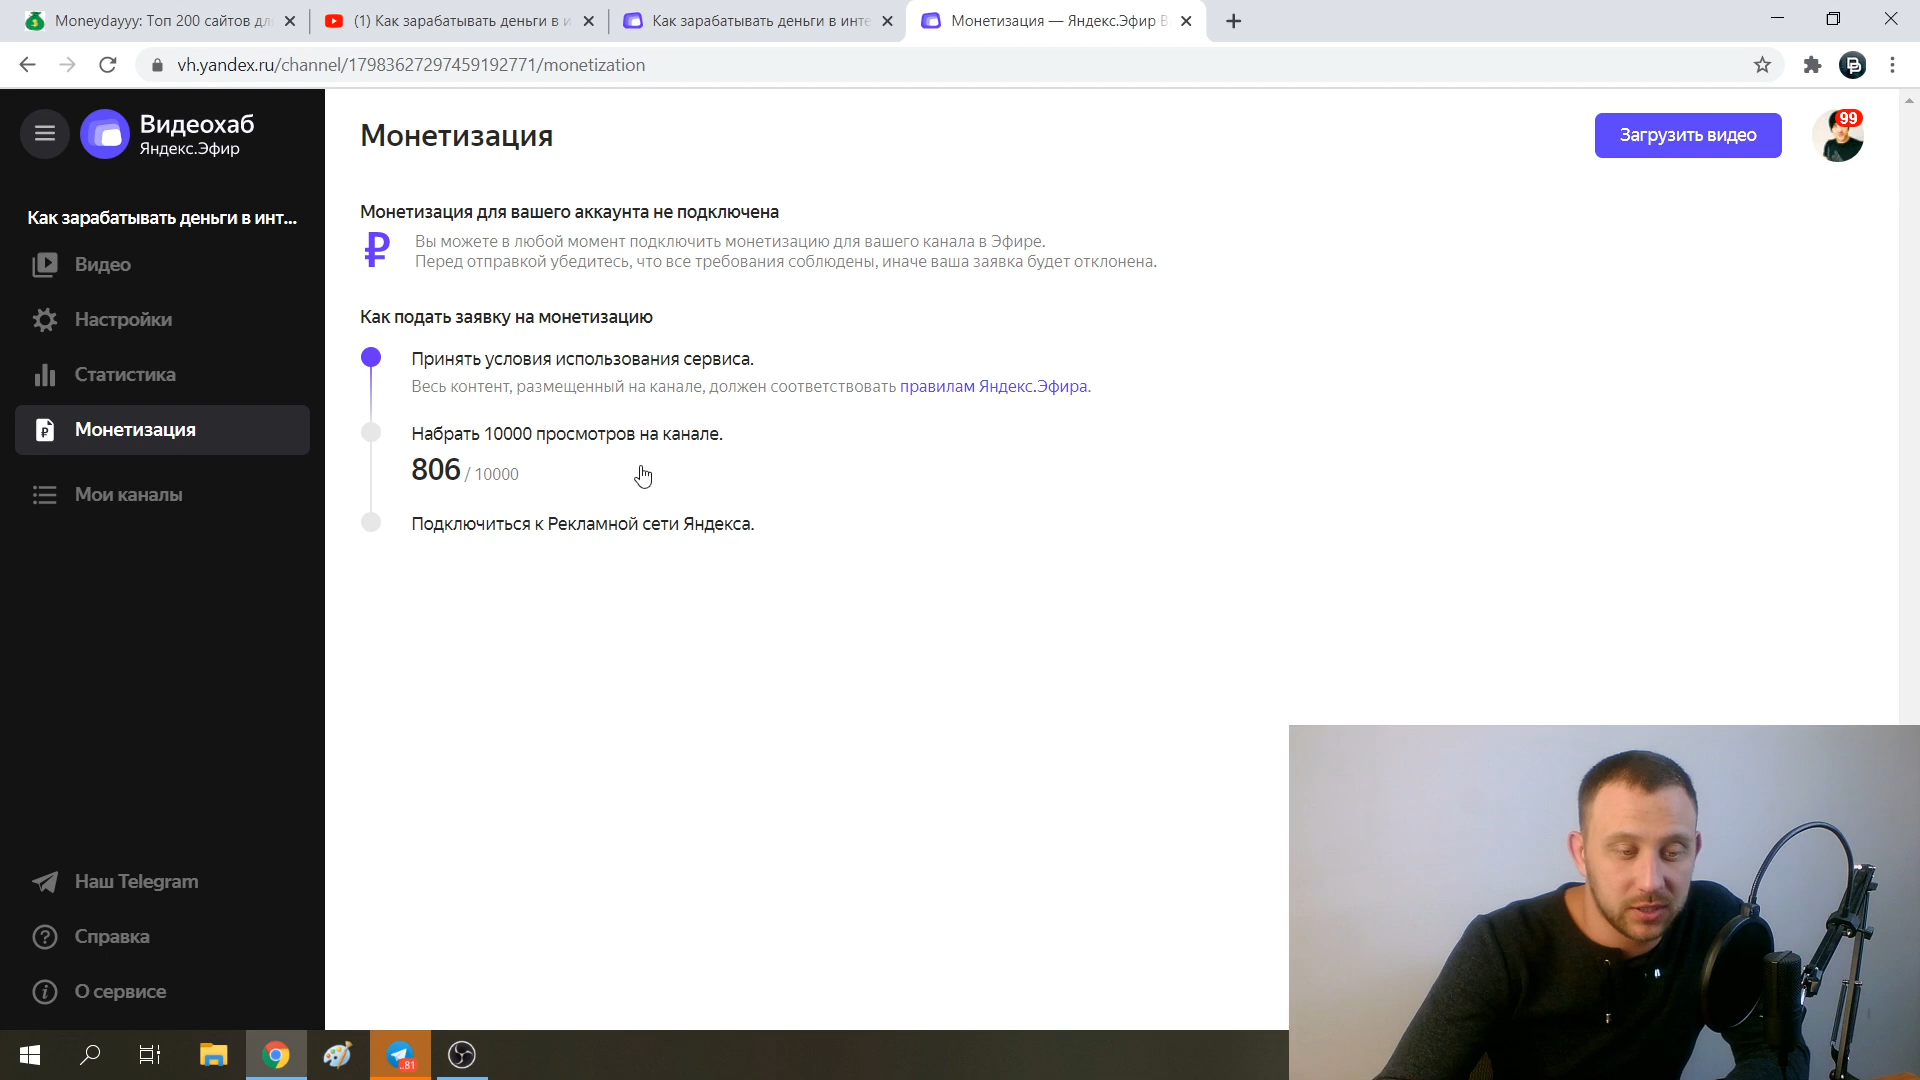 Moneydayyy: Топ 200 сайтов дл
(1) Как зарабатывать деньги в и
Как зарабатывать деньги в инте
Монетизация — Яндекс.Эфир В
vh.yandex.ru/channel/17983627297459192771/monetization
Видеохаб
Яндекс.Эфир
Как зарабатывать деньги в инт...
Видео
Настройки
Статистика
Монетизация
Мои каналы
Наш Telegram
Справка
О сервисе
Монетизация
Загрузить видео
99
Монетизация для вашего аккаунта не подключена
Вы можете в любой момент подключить монетизацию для вашего канала в Эфире.
Перед отправкой убедитесь, что все требования соблюдены, иначе ваша заявка будет отклонена.
Как подать заявку на монетизацию
Принять условия использования сервиса.
Весь контент, размещенный на канале, должен соответствовать правилам Яндекс.Эфира.
Набрать 10000 просмотров на канале.
806 / 10000
Подключиться к Рекламной сети Яндекса.
..81